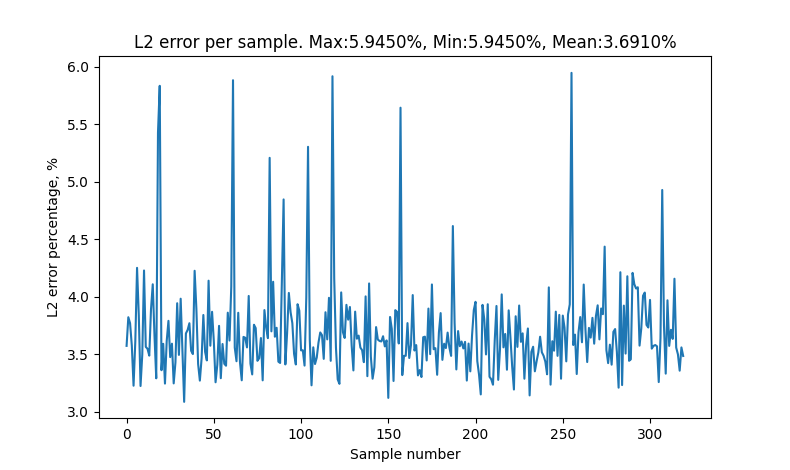 L2 error per sample. Max:5.9450%, Min:5.9450%, Mean:3.6910%
L2 error percentage, %
6.0
5.5
5.0
4.5
4.0
3.5
3.0
0 50 100 150 200 250 300
Sample number